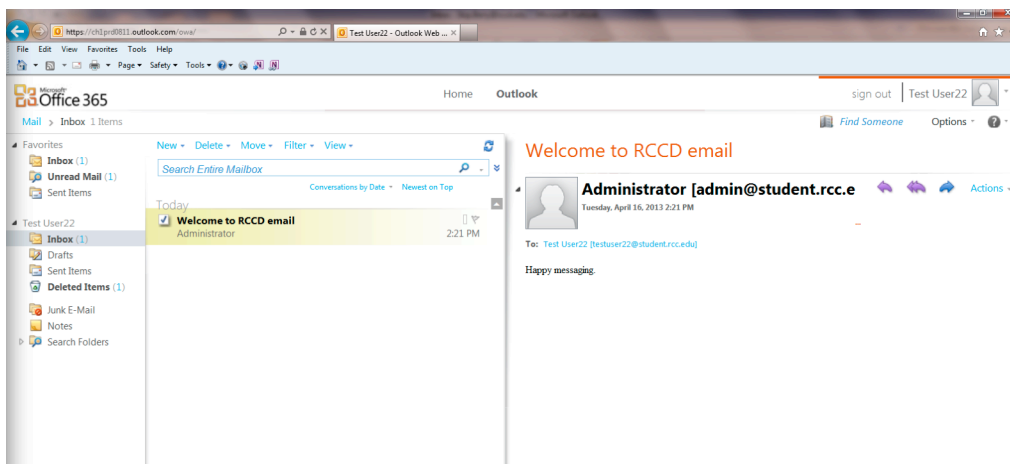 https://ch1prd0811.outlook.com/owa/
Test User22 - Outlook Web ...
File Edit View Favorites Tools Help
Page Safety Tools
Microsoft
Office 365
Home Outlook
sign out Test User22
Mail > Inbox 1 Items
Find Someone Options
Favorites
Inbox (1)
Unread Mail (1)
Sent Items
Test User22
Inbox (1)
Drafts
Sent Items
Deleted Items (1)
Junk E-Mail
Notes
Search Folders
New Delete Move Filter View
Search Entire Mailbox
Conversations by Date Newest on Top
Today
Welcome to RCCD email
Administrator 2:21 PM
Welcome to RCCD email
Administrator [admin@student.rcc.e
Actions
Tuesday, April 16, 2013 2:21 PM
To: Test User22 [testuser22@student.rcc.edu]
Happy messaging.